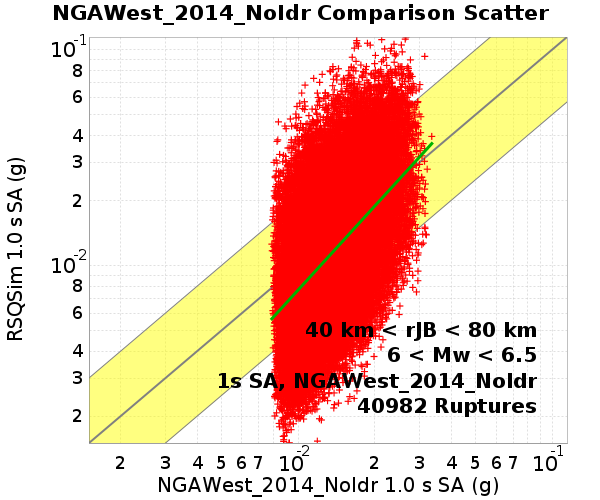 NGAWest_2014_NoIdr Comparison Scatter
10-1
8
6
4
3
2
10-2
8
6
4
3
2
RSQSim 1.0 s SA (g)
40 km < rJB < 80 km
6 < Mw < 6.5
1s SA, NGAWest_2014_NoIdr
40982 Ruptures
2 3 4 5 6 7 10-2 2 3 4 5 6 7 10-1
NGAWest_2014_NoIdr 1.0 s SA (g)